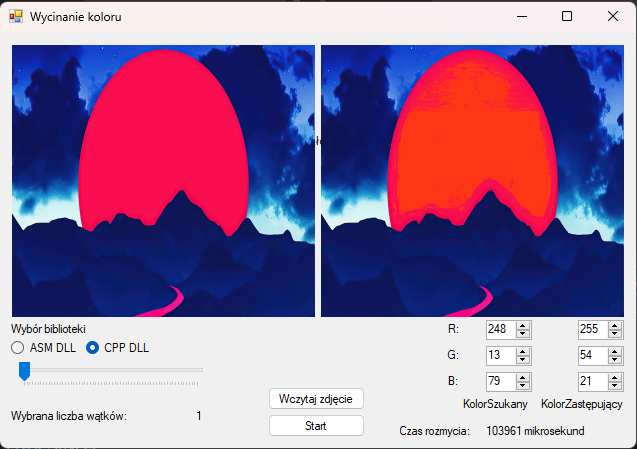 Wycinanie koloru
Wybór biblioteki
ASM DLL CPP DLL
Wybrana liczba wątków: 1
Wczytaj zdjęcie
Start
R: 248 255
G: 13 54
B: 79 21
KolorSzukany KolorZastępujący
Czas rozmycia: 103961 mikrosekund